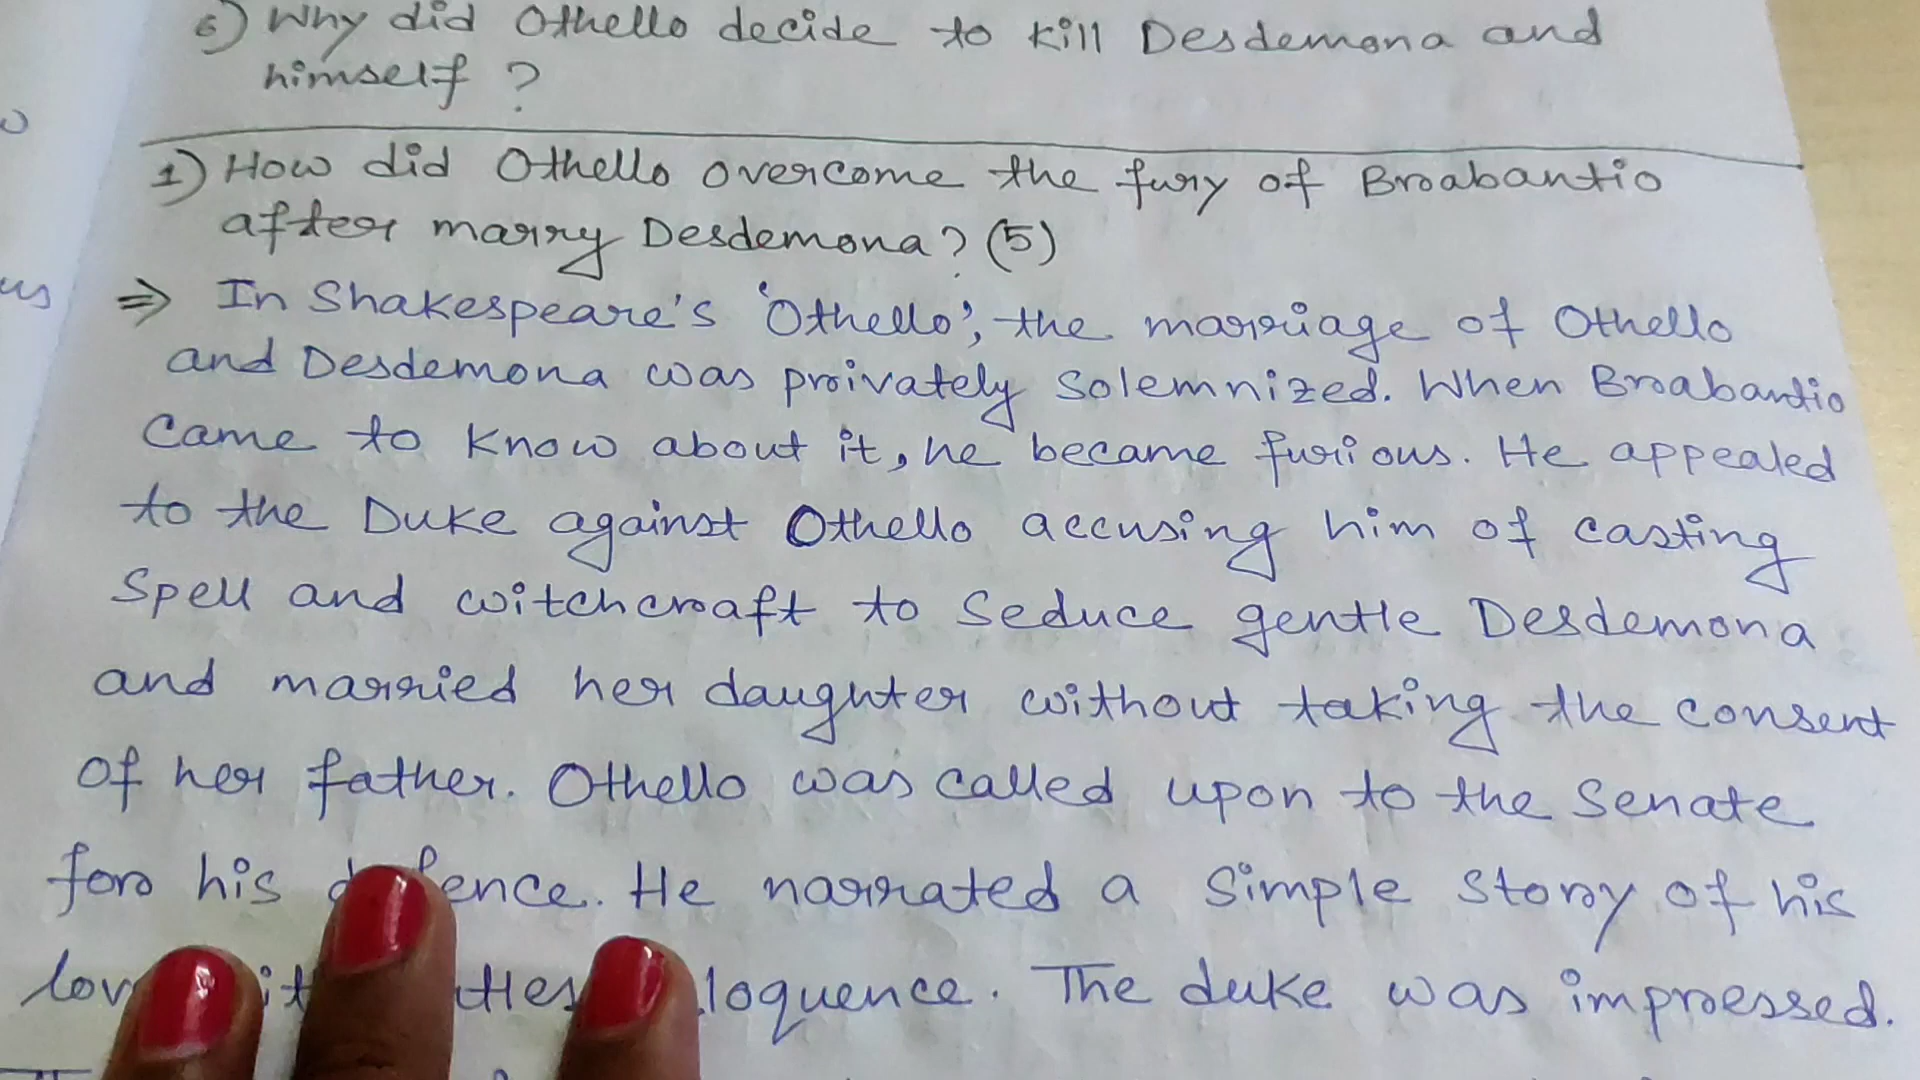 6) Why did Othello decide to kill Desdemona and
himself ?
1) How did Othello overcome the fury of Brabantio
after marry Desdemona? (5)
⇒ In Shakespeare's 'Othello', the marriage of Othello
and Desdemona was privately solemnized. When Brabantio
came to know about it, he became furious. He appealed
to the Duke against Othello accusing him of casting
spell and witchcraft to seduce gentle Desdemona
and married her daughter without taking the consent
of her father. Othello was called upon to the Senate
for his defence. He narrated a simple story of his
loquence. The duke was impressed.